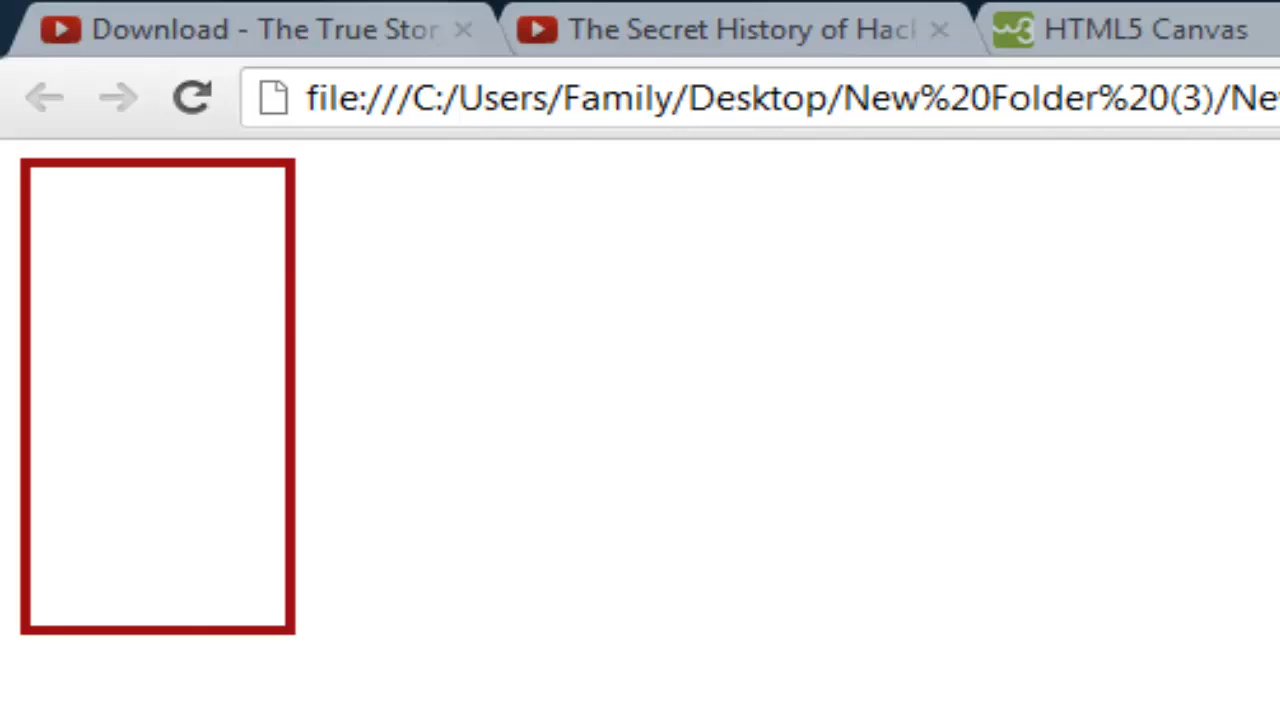 Download - The True Stor
The Secret History of Hac
HTML5 Canvas
file:///C:/Users/Family/Desktop/New%20Folder%20(3)/Ne